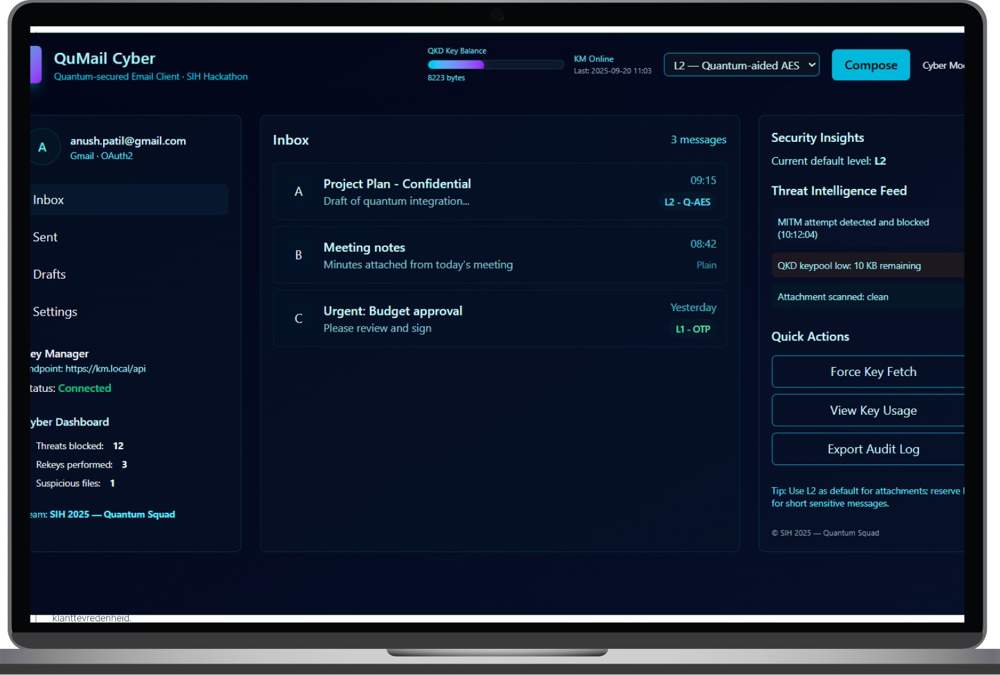 QuMail Cyber
Quantum-secured Email Client · SIH Hackathon
QKD Key Balance
8223 bytes
KM Online
Last: 2025-09-20 11:03
L2 — Quantum-aided AES
Compose
Cyber Mo
A
anush.patil@gmail.com
Gmail · OAuth2
Inbox
Sent
Drafts
Settings
ey Manager
ndpoint: https://km.local/api
tatus: Connected
yber Dashboard
Threats blocked: 12
Rekeys performed: 3
Suspicious files: 1
eam: SIH 2025 — Quantum Squad
Inbox
3 messages
A
Project Plan - Confidential
Draft of quantum integration...
09:15
L2 - Q-AES
B
Meeting notes
Minutes attached from today's meeting
08:42
Plain
C
Urgent: Budget approval
Please review and sign
Yesterday
L1 - OTP
Security Insights
Current default level: L2
Threat Intelligence Feed
MITM attempt detected and blocked
(10:12:04)
QKD keypool low: 10 KB remaining
Attachment scanned: clean
Quick Actions
Force Key Fetch
View Key Usage
Export Audit Log
Tip: Use L2 as default for attachments; reserve
for short sensitive messages.
© SIH 2025 — Quantum Squad
klanttevredenheid.